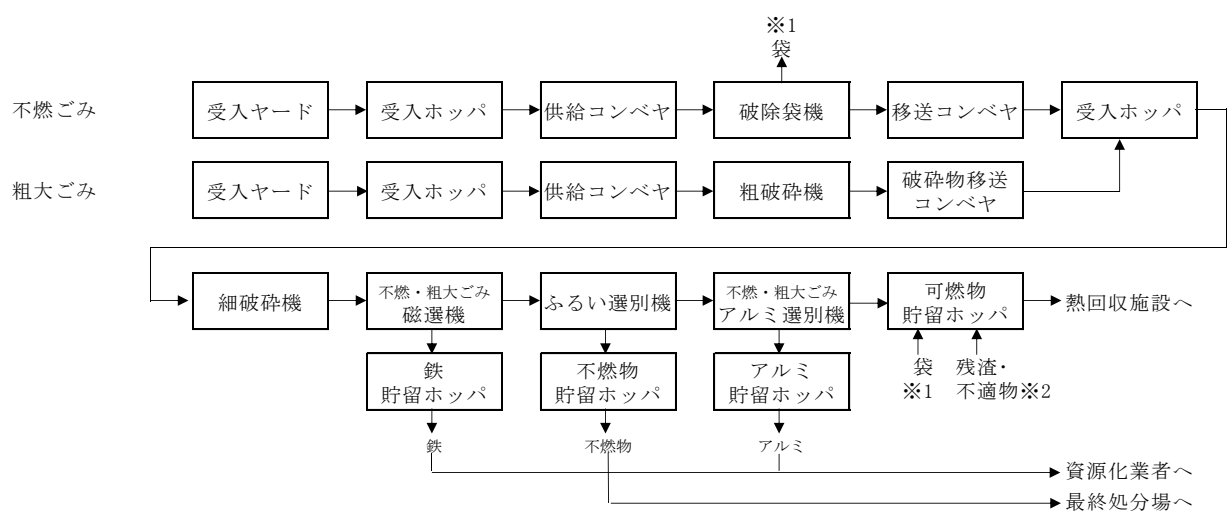 ※1
袋
不燃ごみ
受入ヤード
受入ホッパ
供給コンベヤ
破除袋機
移送コンベヤ
受入ホッパ
粗大ごみ
受入ヤード
受入ホッパ
供給コンベヤ
粗破砕機
破砕物移送
コンベヤ
細破砕機
不燃・粗大ごみ
磁選機
ふるい選別機
不燃・粗大ごみ
アルミ選別機
可燃物
貯留ホッパ
熱回収施設へ
鉄
貯留ホッパ
不燃物
貯留ホッパ
アルミ
貯留ホッパ
袋
※1
残渣・
不適物※2
鉄
不燃物
アルミ
資源化業者へ
最終処分場へ